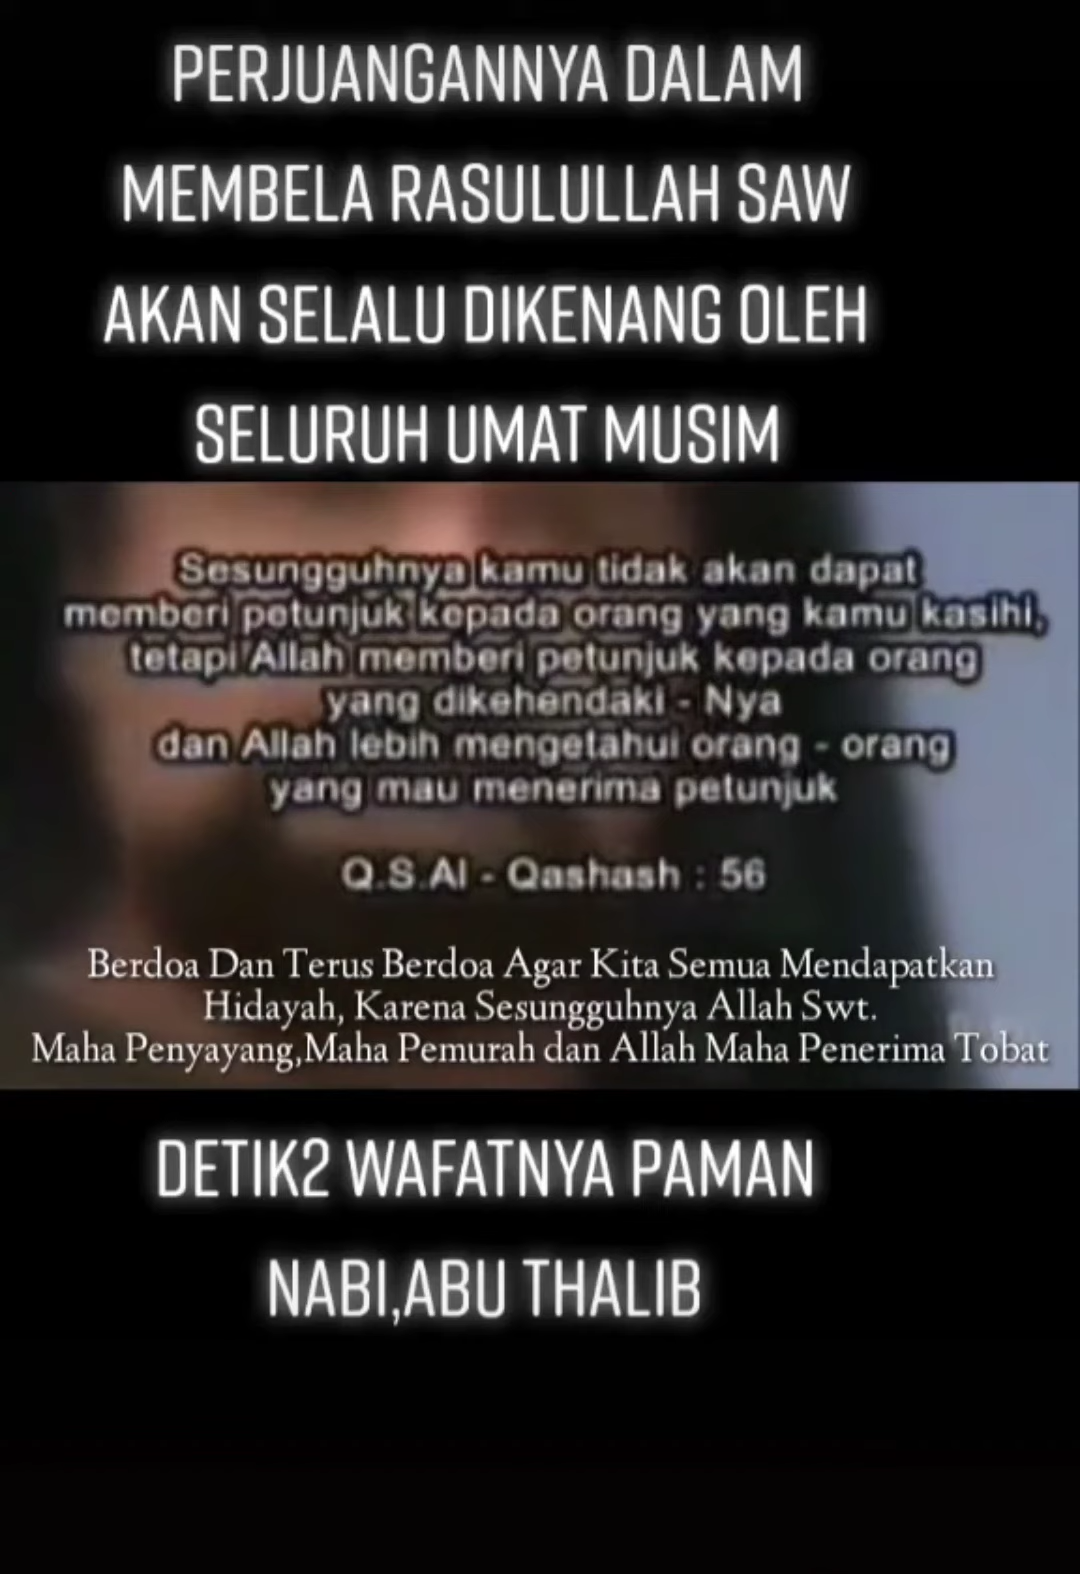 PERJUANGANNYA DALAM
MEMBELA RASULULLAH SAW
AKAN SELALU DIKENANG OLEH
SELURUH UMAT MUSIM
Sesungguhnya kamu tidak akan dapat
memberi petunjuk kepada orang yang kamu kasihi,
tetapi Allah memberi petunjuk kepada orang
yang dikehendaki - Nya
dan Allah lebih mengetahui orang - orang
yang mau menerima petunjuk
Q.S.Al - Qashash : 56
Berdoa Dan Terus Berdoa Agar Kita Semua Mendapatkan
Hidayah, Karena Sesungguhnya Allah Swt.
Maha Penyayang,Maha Pemurah dan Allah Maha Penerima Tobat
DETIK2 WAFATNYA PAMAN
NABI,ABU THALIB